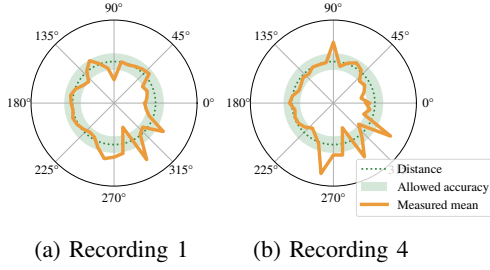 90° 90°
135° 45° 135° 45°
180° 0° 180° 0°
225° 315° 225°
270° 270°
Distance
Allowed accuracy
Measured mean
(a) Recording 1 (b) Recording 4